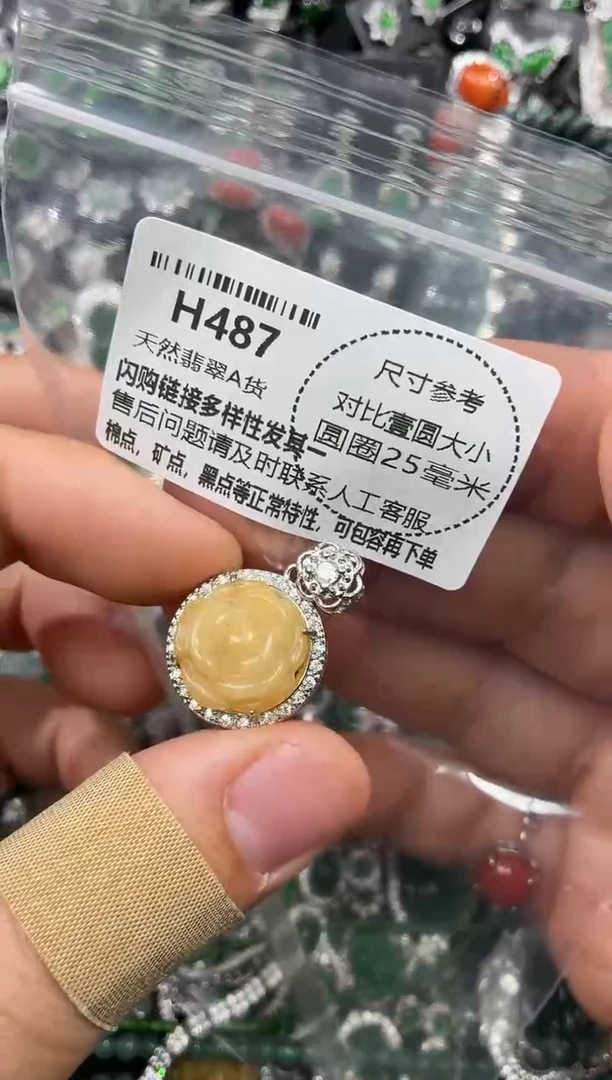 H487
天然翡翠A货
闪购链接多样性发其一
售后问题请及时联系人工客服
棉点，矿点，黑点等正常特性，可包容再下单
尺寸参考
对比壹圆大小
圆圈25毫米